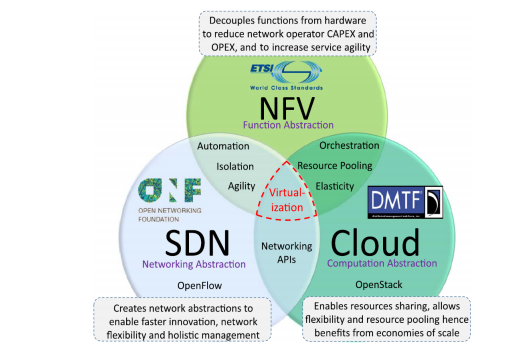 Decouples functions from hardware
to reduce network operator CAPEX and
OPEX, and to increase service agility
ETSI
World Class Standards
NFV
Function Abstraction
Automation
Orchestration
Isolation
Resource Pooling
Agility
Elasticity
Virtual-
ization
ONF
OPEN NETWORKING
FOUNDATION
DMTF
SDN
Cloud
Networking
APIs
Networking Abstraction
Computation Abstraction
OpenFlow
OpenStack
Creates network abstractions to
enable faster innovation, network
flexibility and holistic management
Enables resources sharing, allows
flexibility and resource pooling hence
benefits from economies of scale